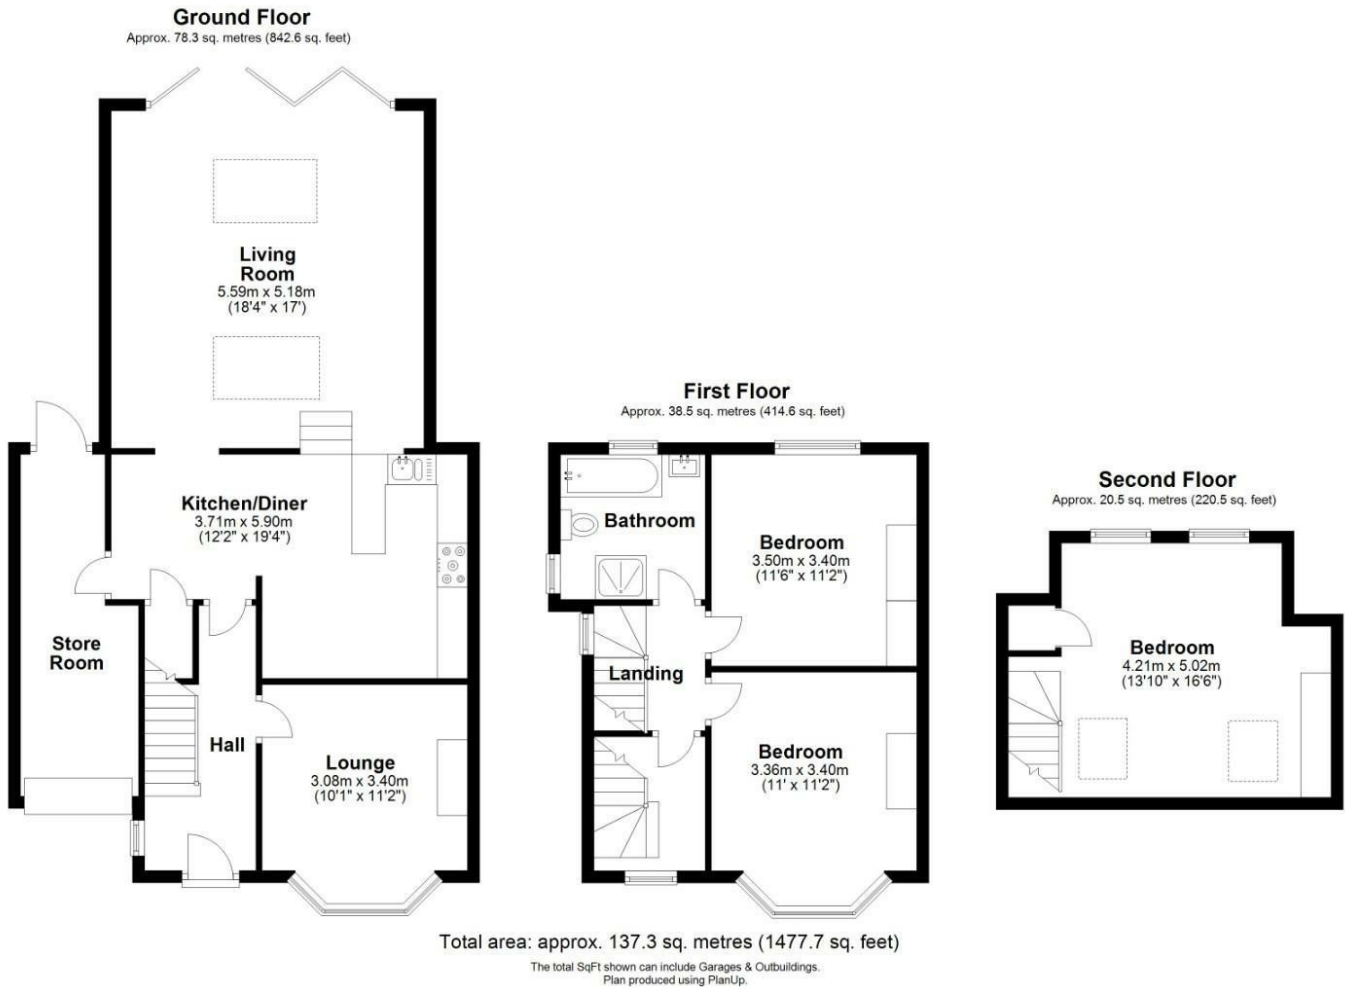 Ground Floor
Approx. 78.3 sq. metres (842.6 sq. feet)
Living
Room
5.59m x 5.18m
(18'4" x 17')
Kitchen/Diner
3.71m x 5.90m
(12'2" x 19'4")
Store
Room
Hall
Lounge
3.08m x 3.40m
(10'1" x 11'2")
First Floor
Approx. 38.5 sq. metres (414.6 sq. feet)
Bathroom
Bedroom
3.50m x 3.40m
(11'6" x 11'2")
Landing
Bedroom
3.36m x 3.40m
(11' x 11'2")
Second Floor
Approx. 20.5 sq. metres (220.5 sq. feet)
Bedroom
4.21m x 5.02m
(13'10" x 16'6")
Total area: approx. 137.3 sq. metres (1477.7 sq. feet)
The total SqFt shown can include Garages & Outbuildings.
Plan produced using PlanUp.